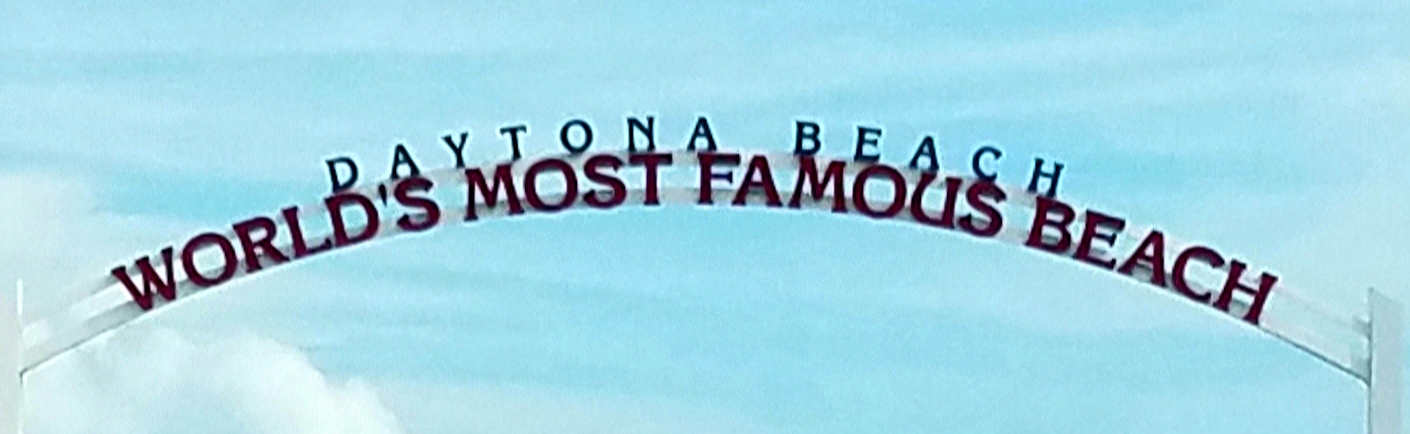 DAYTONA BEACH
WORLD'S MOST FAMOUS BEACH